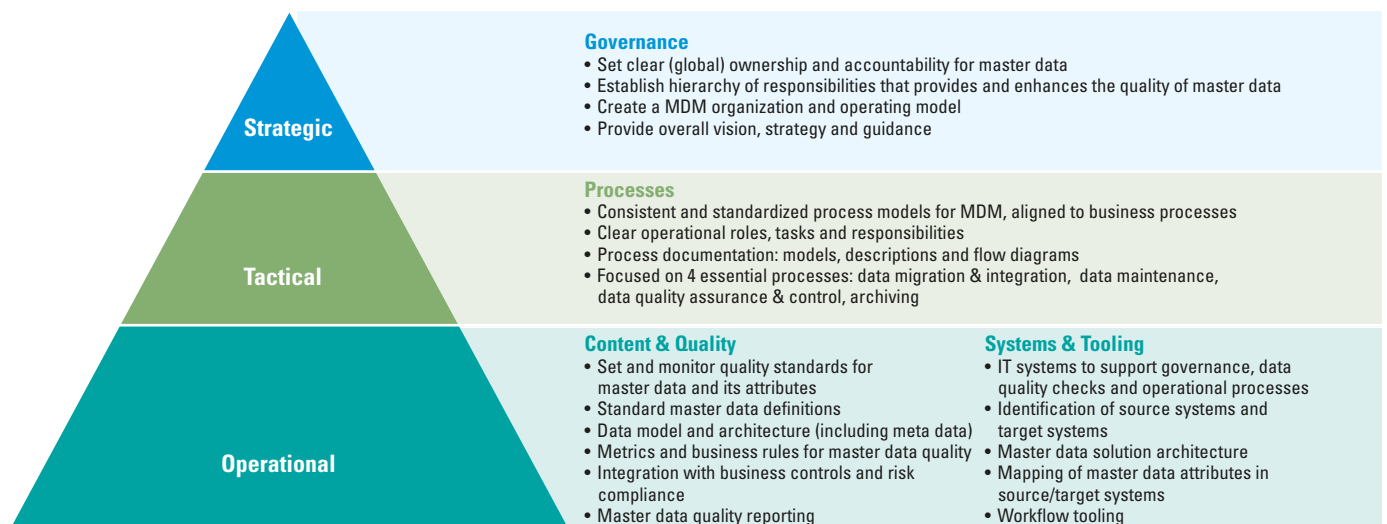 Strategic
Governance
• Set clear (global) ownership and accountability for master data
• Establish hierarchy of responsibilities that provides and enhances the quality of master data
• Create a MDM organization and operating model
• Provide overall vision, strategy and guidance
Tactical
Processes
• Consistent and standardized process models for MDM, aligned to business processes
• Clear operational roles, tasks and responsibilities
• Process documentation: models, descriptions and flow diagrams
• Focused on 4 essential processes: data migration & integration, data maintenance,
data quality assurance & control, archiving
Operational
Content & Quality
• Set and monitor quality standards for
master data and its attributes
• Standard master data definitions
• Data model and architecture (including meta data)
• Metrics and business rules for master data quality
• Integration with business controls and risk
compliance
• Master data quality reporting
Systems & Tooling
• IT systems to support governance, data
quality checks and operational processes
• Identification of source systems and
target systems
• Master data solution architecture
• Mapping of master data attributes in
source/target systems
• Workflow tooling